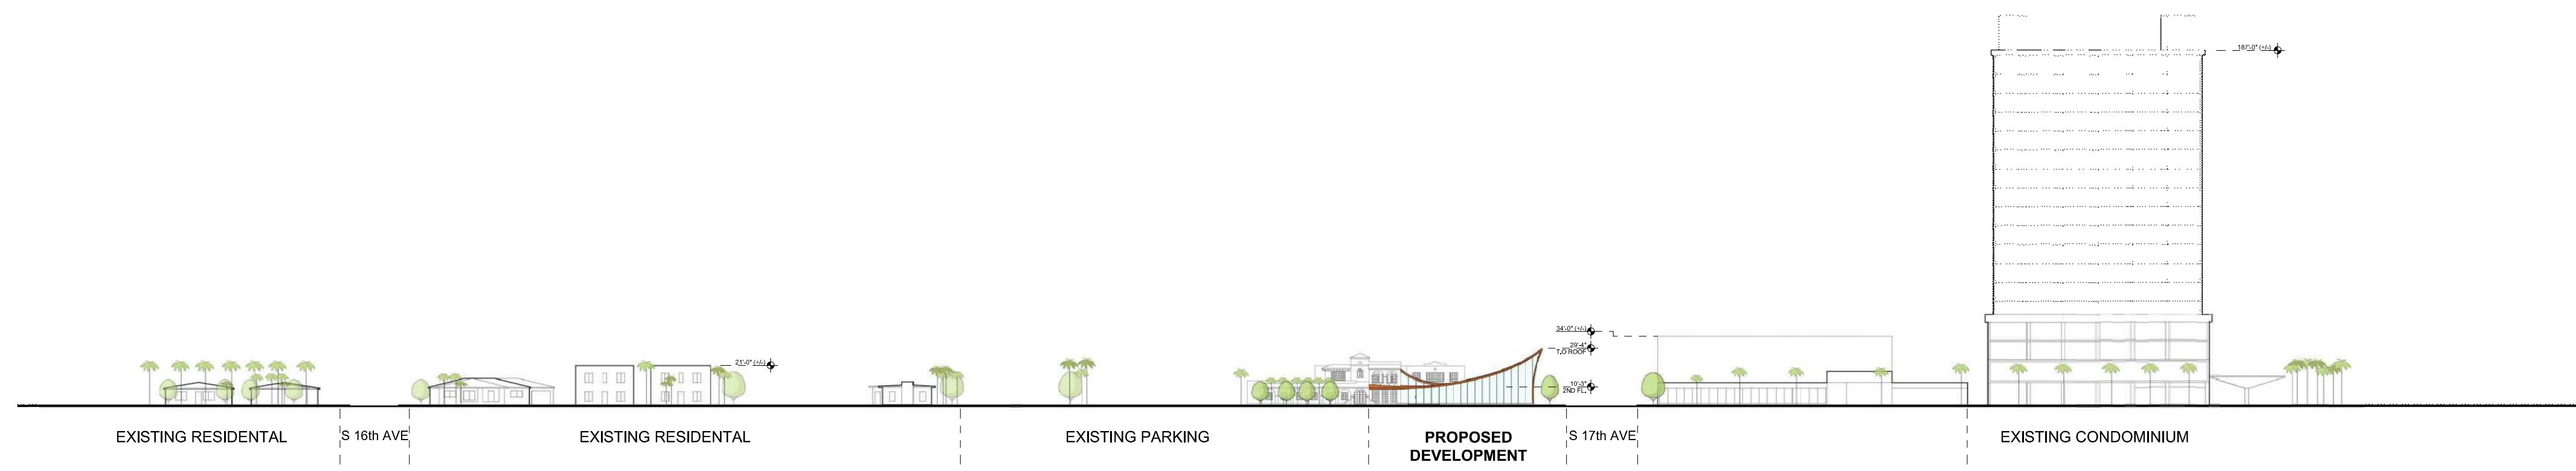 187'-0" (+/-)
34'-0" (+/-)
29'-4"
T.O ROOF
21'-0" (+/-)
10'-3"
2ND FL.
EXISTING RESIDENTAL
S 16th AVE
EXISTING RESIDENTAL
EXISTING PARKING
PROPOSED
DEVELOPMENT
S 17th AVE
EXISTING CONDOMINIUM